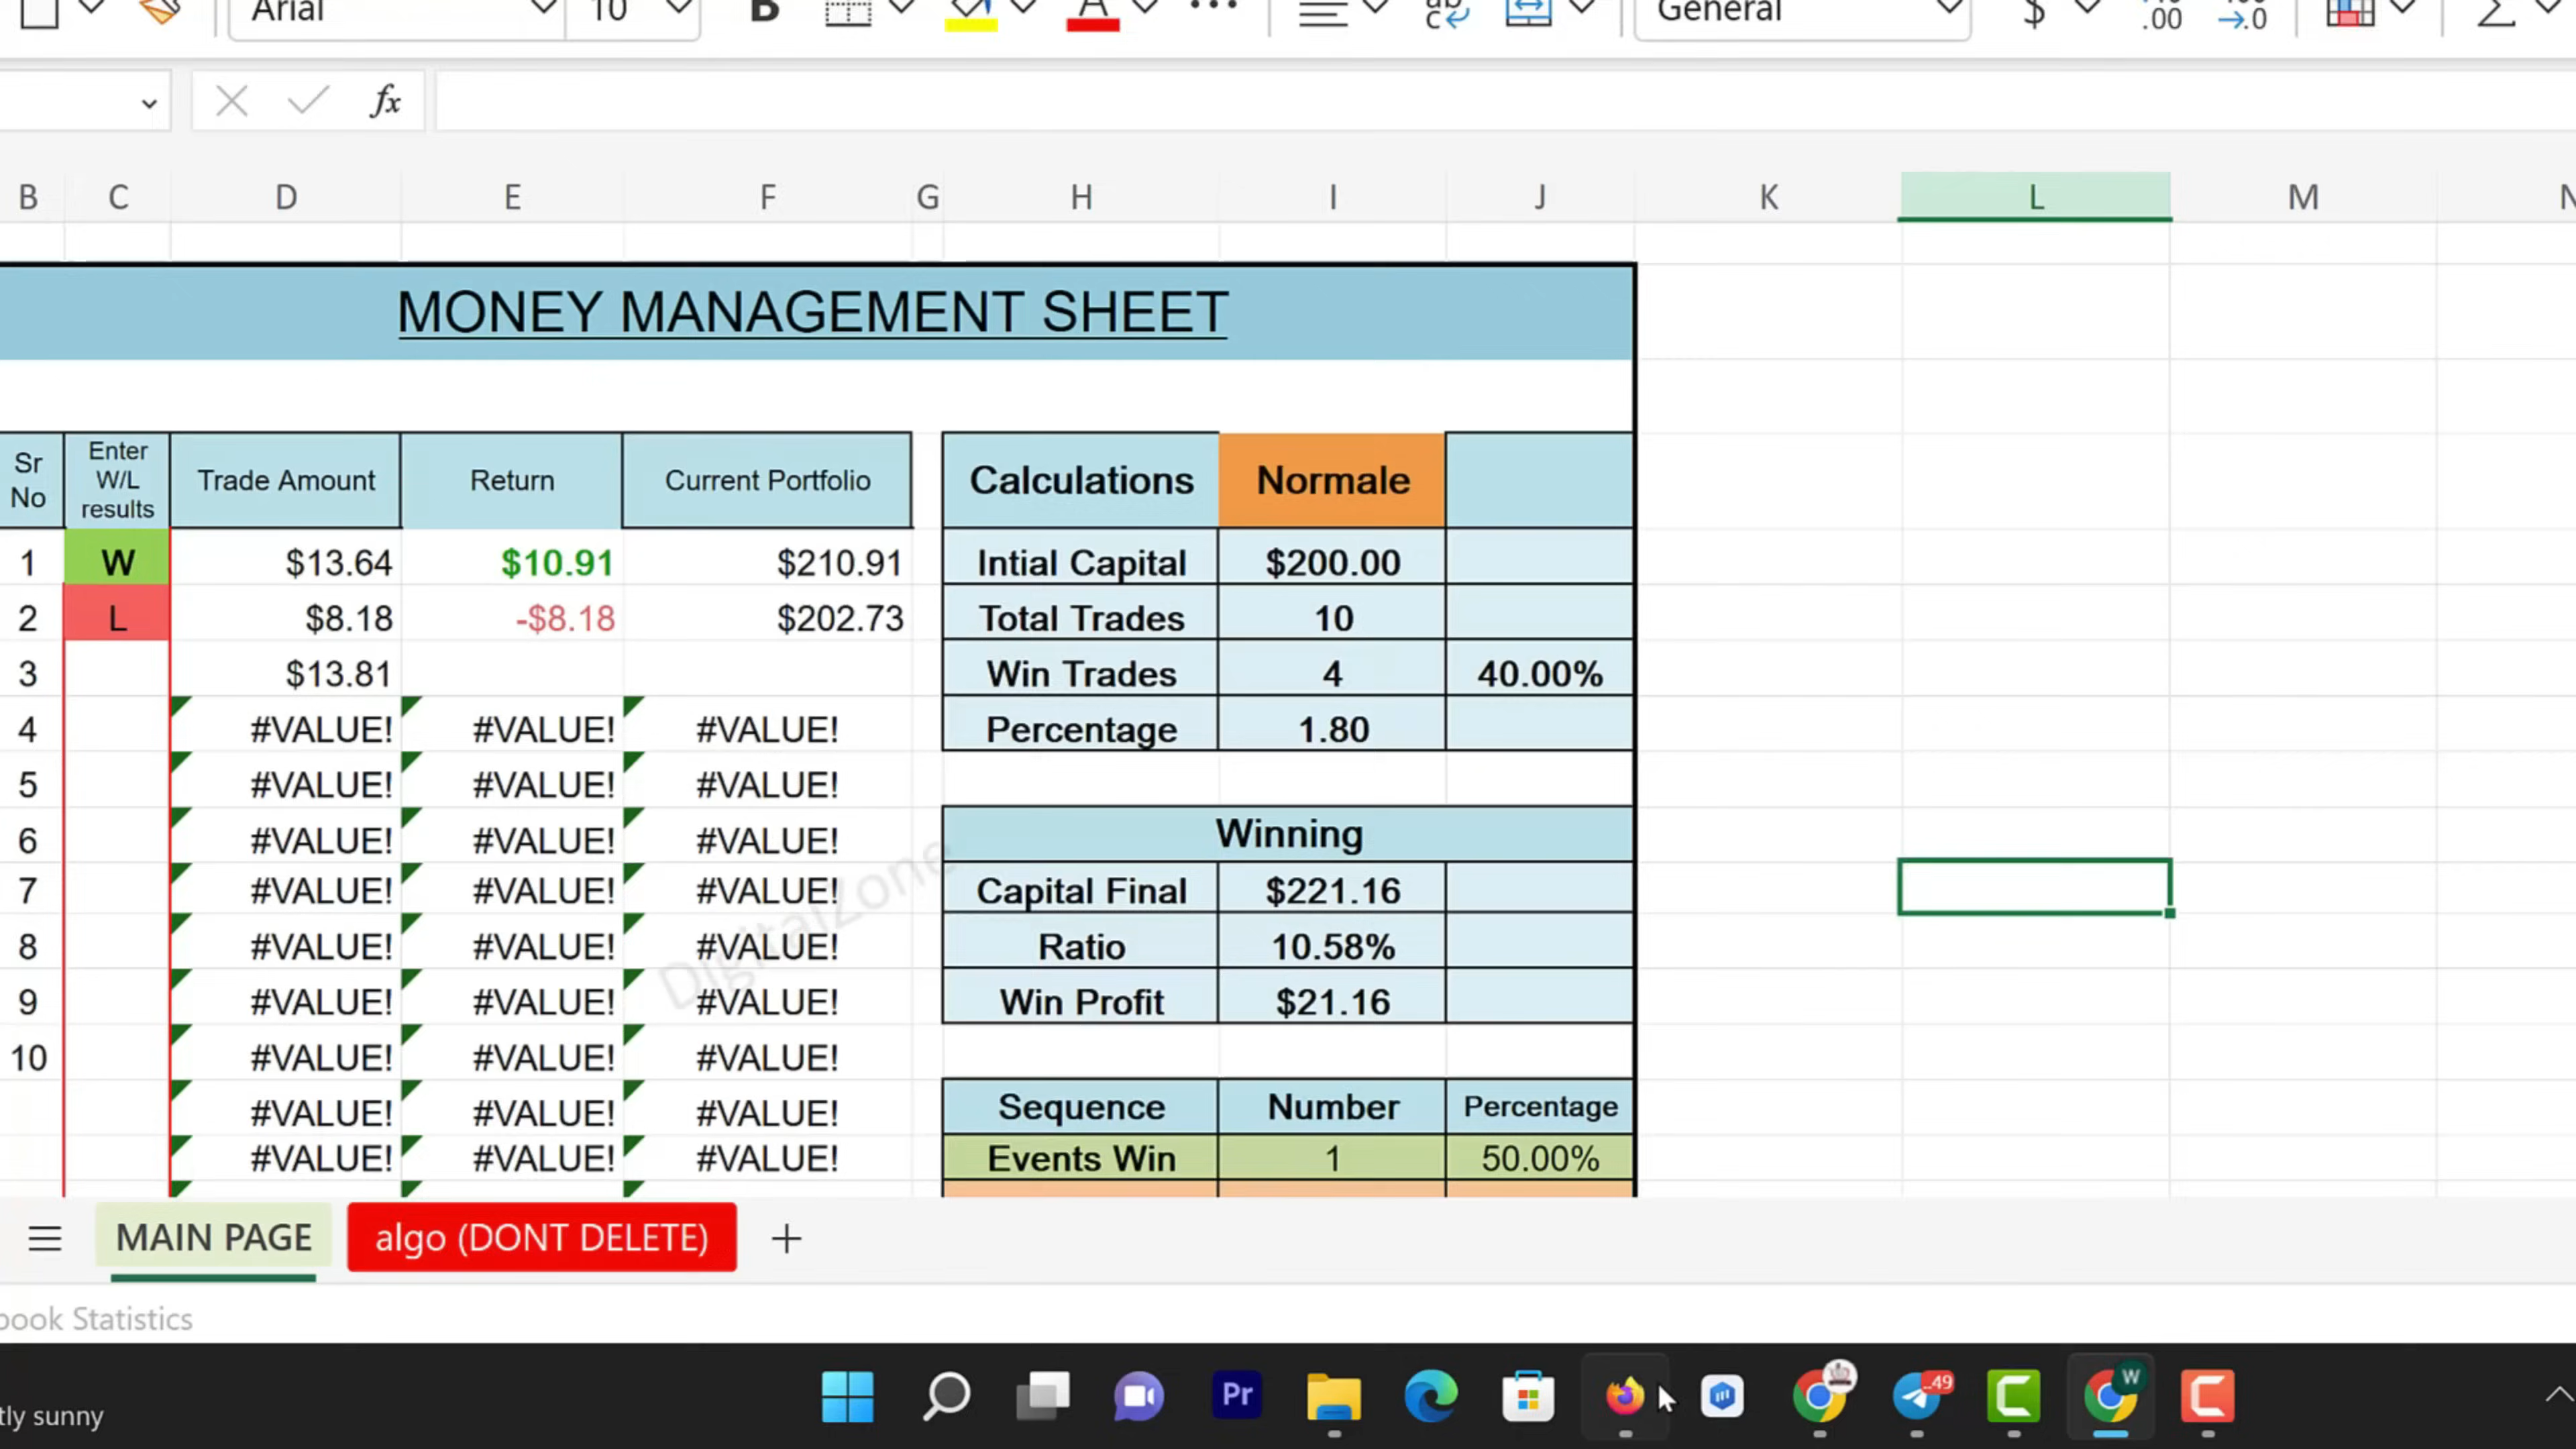 Arial 10 B A General $ .00 .0
fx
B C D E F G H I J K L M
MONEY MANAGEMENT SHEET
Sr No Enter W/L results Trade Amount Return Current Portfolio Calculations Normale
1 W $13.64 $10.91 $210.91 Intial Capital $200.00
2 L $8.18 -$8.18 $202.73 Total Trades 10
3 $13.81 Win Trades 4 40.00%
4 #VALUE! #VALUE! #VALUE! Percentage 1.80
5 #VALUE! #VALUE! #VALUE!
6 #VALUE! #VALUE! #VALUE! Winning
7 #VALUE! #VALUE! #VALUE! Capital Final $221.16
8 #VALUE! #VALUE! #VALUE! Ratio 10.58%
9 #VALUE! #VALUE! #VALUE! Win Profit $21.16
10 #VALUE! #VALUE! #VALUE!
#VALUE! #VALUE! #VALUE! Sequence Number Percentage
#VALUE! #VALUE! #VALUE! Events Win 1 50.00%
DigitalZone
MAIN PAGE algo (DONT DELETE) +
book Statistics
tly sunny
Pr
49
W